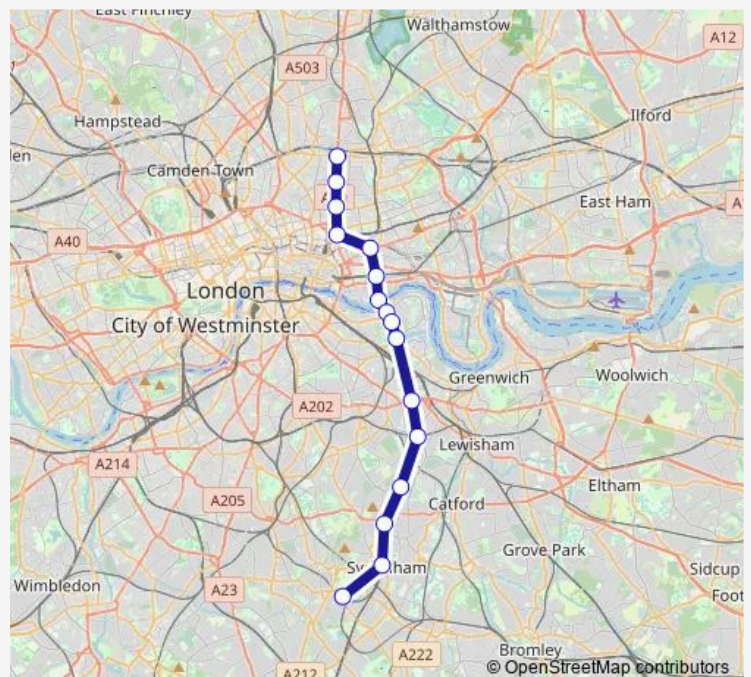 East Finchley
Walthamstow
A12
A503
Ilford
Hampstead
Camden Town
East Ham
A40
London
City of Westminster
Greenwich
Woolwich
A202
Lewisham
A214
Eltham
A205
Catford
Grove Park
Sidcup
Wimbledon
A23
A222
Bromley
A212
© OpenStreetMap contributors